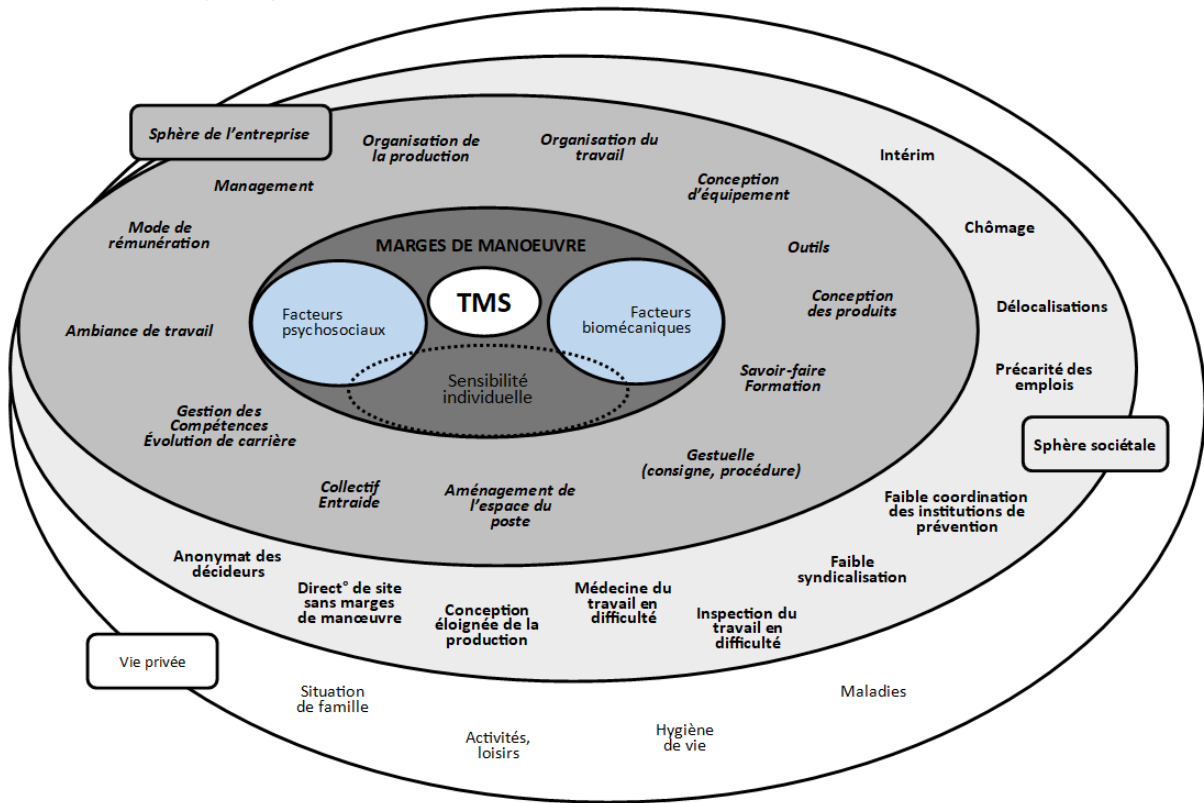 Sphère de l’entreprise
Organisation de
la production
Organisation du
travail
Intérim
Management
Conception
d’équipement
Mode de
rémunération
Chômage
MARGES DE MANOEUVRE
Outils
TMS
Facteurs
psychosociaux
Facteurs
biomécaniques
Conception
des produits
Délocalisations
Ambiance de travail
Sensibilité
individuelle
Savoir-faire
Formation
Précarité des
emplois
Gestion des
Compétences
Évolution de carrière
Sphère sociétale
Gestuelle
(consigne, procédure)
Collectif
Entraide
Aménagement de
l’espace du
poste
Faible coordination
des institutions de
prévention
Anonymat des
décideurs
Faible
syndicalisation
Direct° de site
sans marges
de manœuvre
Conception
éloignée de la
production
Médecine du
travail en
difficulté
Inspection du
travail en
difficulté
Vie privée
Situation
de famille
Maladies
Activités,
loisirs
Hygiène
de vie